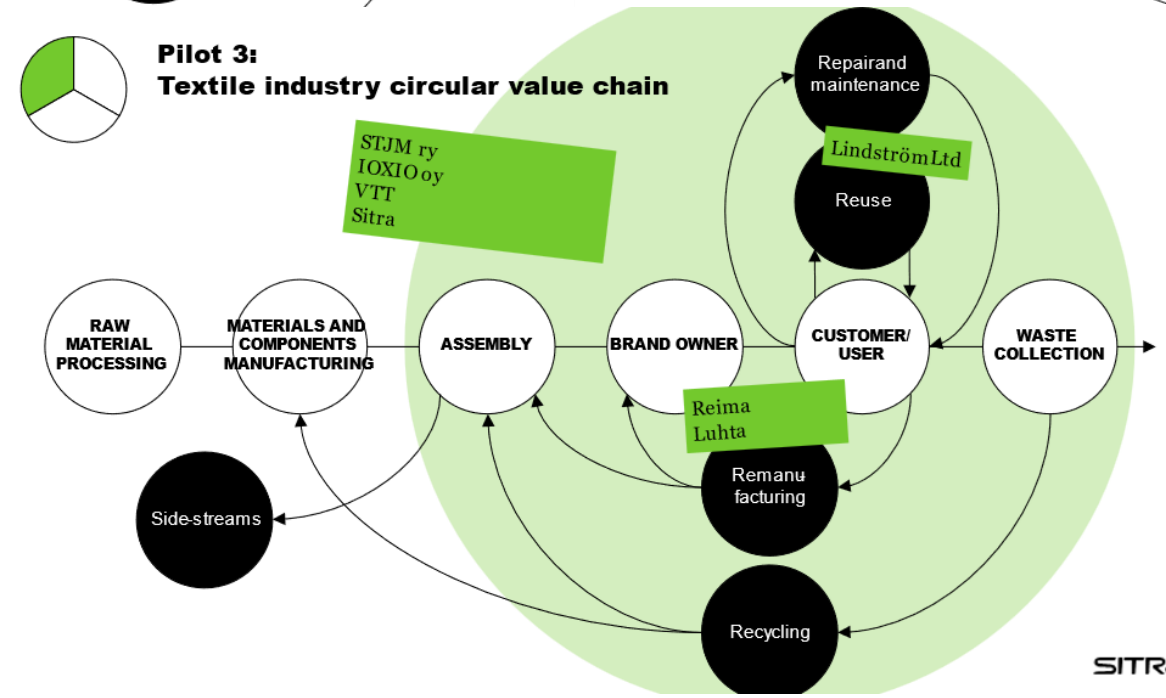 Pilot 3:
Textile industry circular value chain
Repairand
maintenance
LindströmLtd
Reuse
STJM ry
IOXIO oy
VTT
Sitra
RAW
MATERIAL
PROCESSING
MATERIALS AND
COMPONENTS
MANUFACTURING
ASSEMBLY
BRAND OWNER
CUSTOMER/
USER
WASTE
COLLECTION
Reima
Luhta
Remanu-
facturing
Side-streams
Recycling
SITR